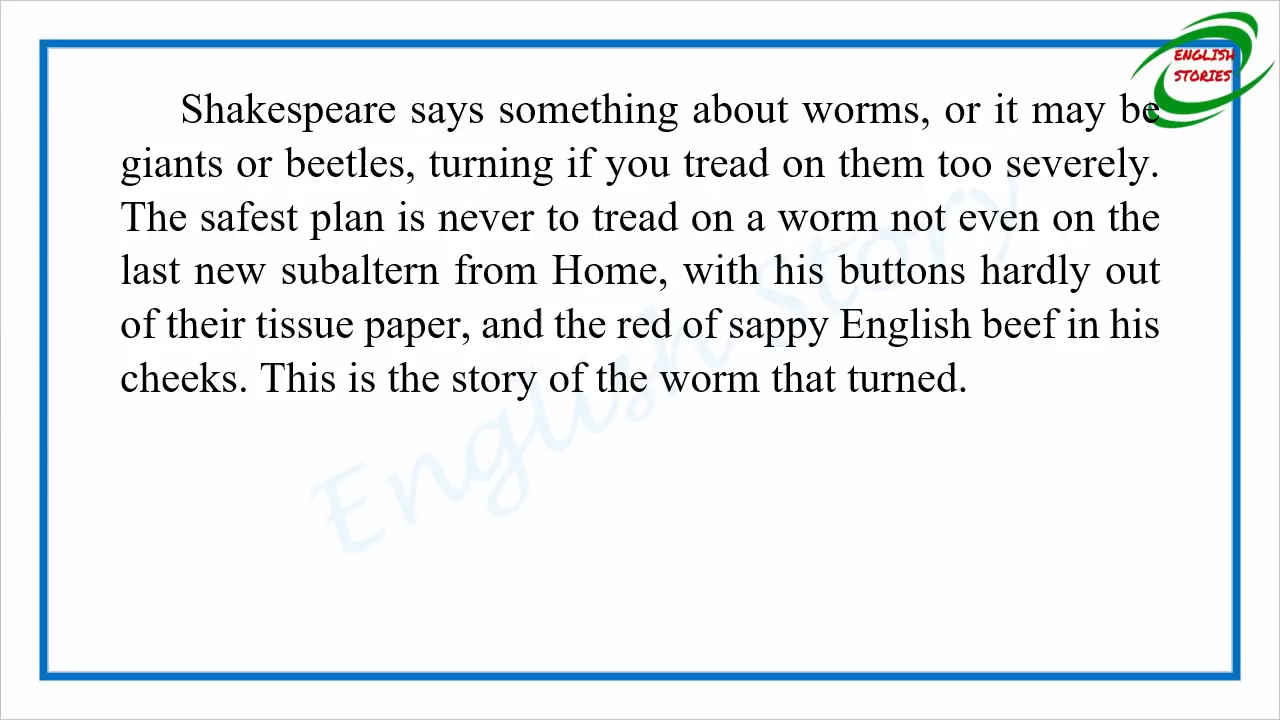 ENGLISH
STORIES
Shakespeare says something about worms, or it may be
giants or beetles, turning if you tread on them too severely.
The safest plan is never to tread on a worm not even on the
last new subaltern from Home, with his buttons hardly out
of their tissue paper, and the red of sappy English beef in his
cheeks. This is the story of the worm that turned.
English Story